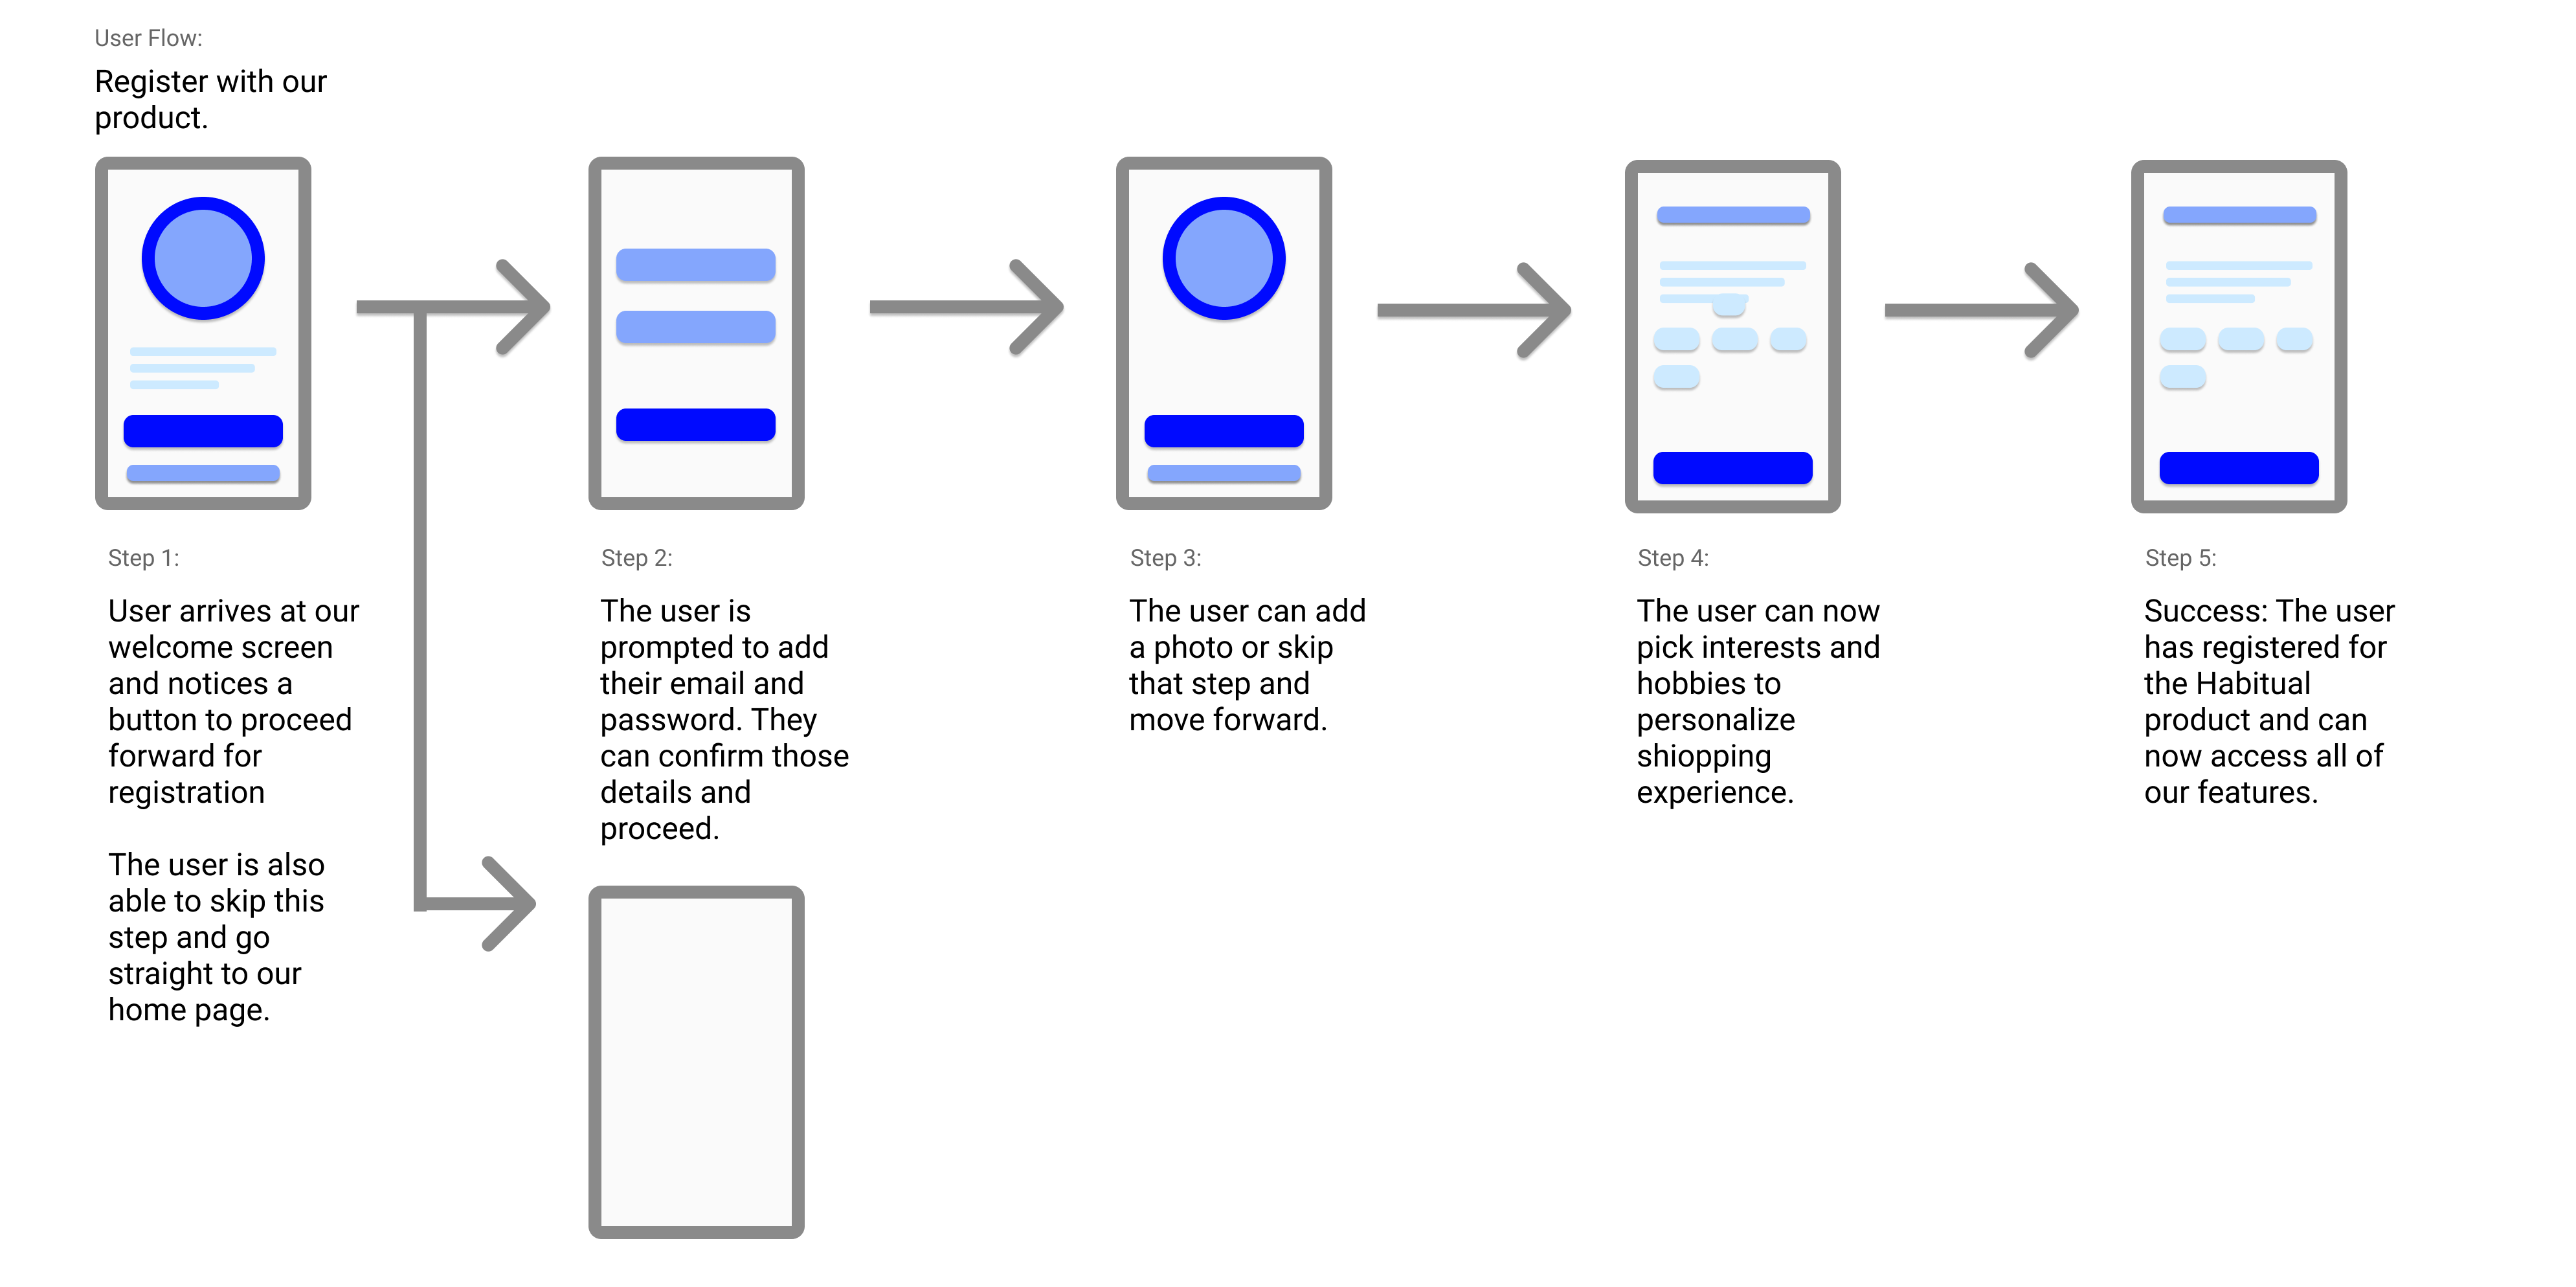 User Flow:
Register with our
product.
Step 1:
User arrives at our
welcome screen
and notices a
button to proceed
forward for
registration
The user is also
able to skip this
step and go
straight to our
home page.
Step 2:
The user is
prompted to add
their email and
password. They
can confirm those
details and
proceed.
Step 3:
The user can add
a photo or skip
that step and
move forward.
Step 4:
The user can now
pick interests and
hobbies to
personalize
shiopping
experience.
Step 5:
Success: The user
has registered for
the Habitual
product and can
now access all of
our features.